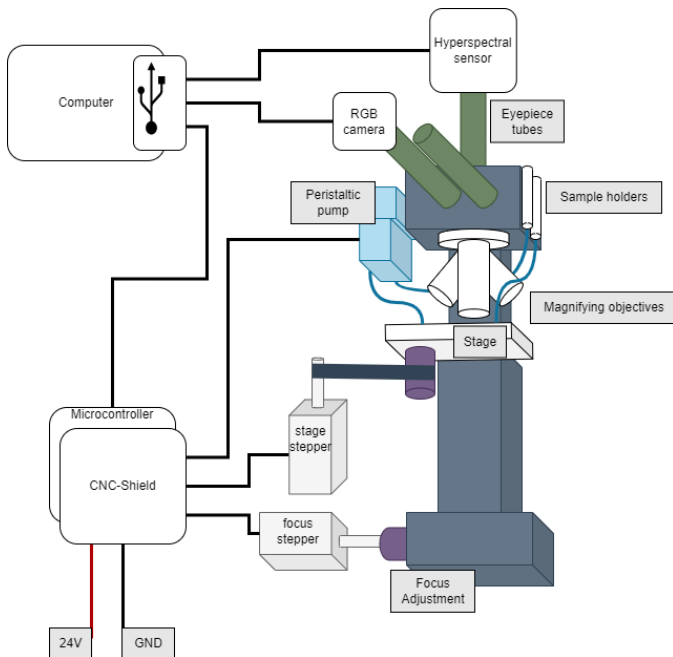 Hyperspectral
sensor
Computer
RGB
camera
Eyepiece
tubes
Peristaltic
pump
Sample holders
Magnifying objectives
Stage
Microcontroller
stage
stepper
CNC-Shield
focus
stepper
Focus
Adjustment
24V
GND